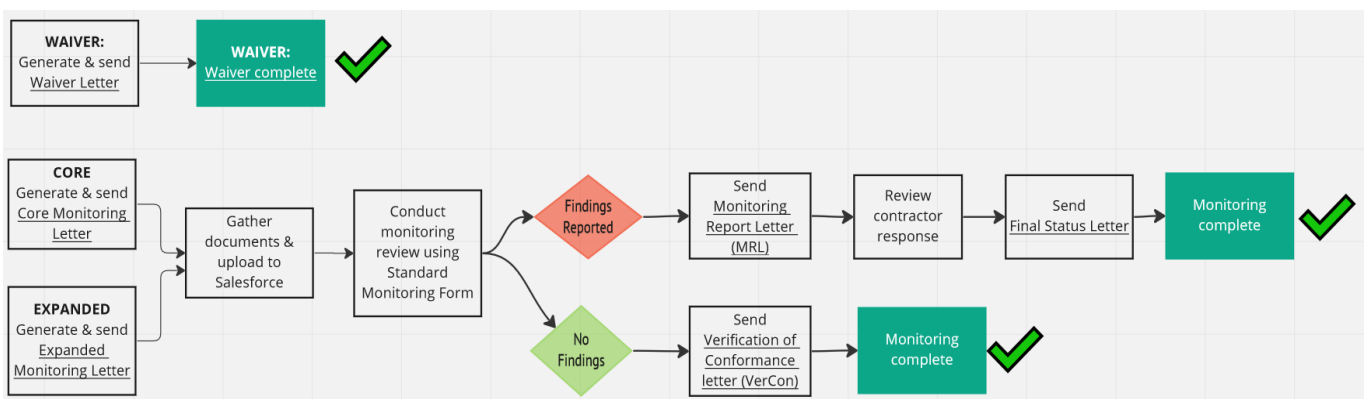 WAIVER:
Generate & send
Waiver Letter
WAIVER:
Waiver complete
CORE
Generate & send
Core Monitoring
Letter
EXPANDED
Generate & send
Expanded
Monitoring Letter
Gather
documents &
upload to
Salesforce
Conduct
monitoring
review using
Standard
Monitoring Form
Findings
Reported
Send
Monitoring
Report Letter
(MRL)
Review
contractor
response
Send
Final Status Letter
Monitoring
complete
No
Findings
Send
Verification of
Conformance
letter (VerCon)
Monitoring
complete